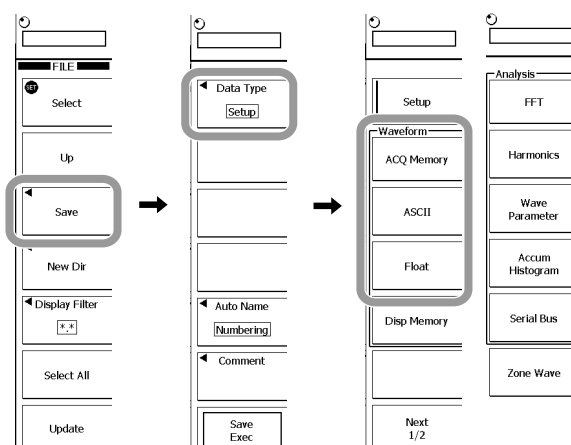 FILE
SET
Select
Up
Save
New Dir
Display Filter
*.*
Select All
Update
Data Type
Setup
Auto Name
Numbering
Comment
Save
Exec
Setup
Waveform
ACQ Memory
ASCII
Float
Disp Memory
Next
1/2
Analysis
FFT
Harmonics
Wave
Parameter
Accum
Histogram
Serial Bus
Zone Wave